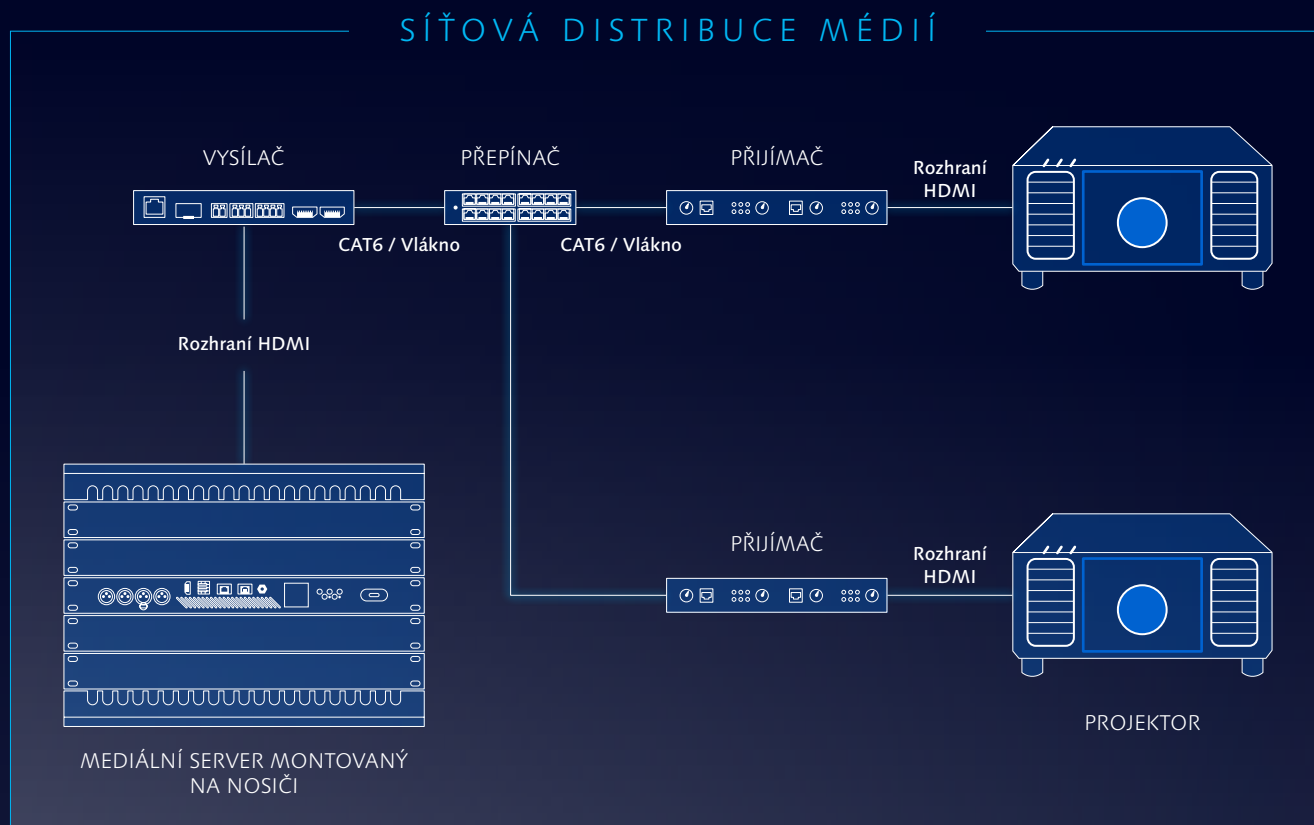 SÍŤOVÁ DISTRIBUCE MÉDIÍ
VYSÍLAČ
PŘEPÍNAČ
PŘIJÍMAČ
Rozhraní
HDMI
CAT6 / Vlákno
CAT6 / Vlákno
Rozhraní HDMI
PŘIJÍMAČ
Rozhraní
HDMI
PROJEKTOR
MEDIÁLNÍ SERVER MONTOVANÝ
NA NOSIČI